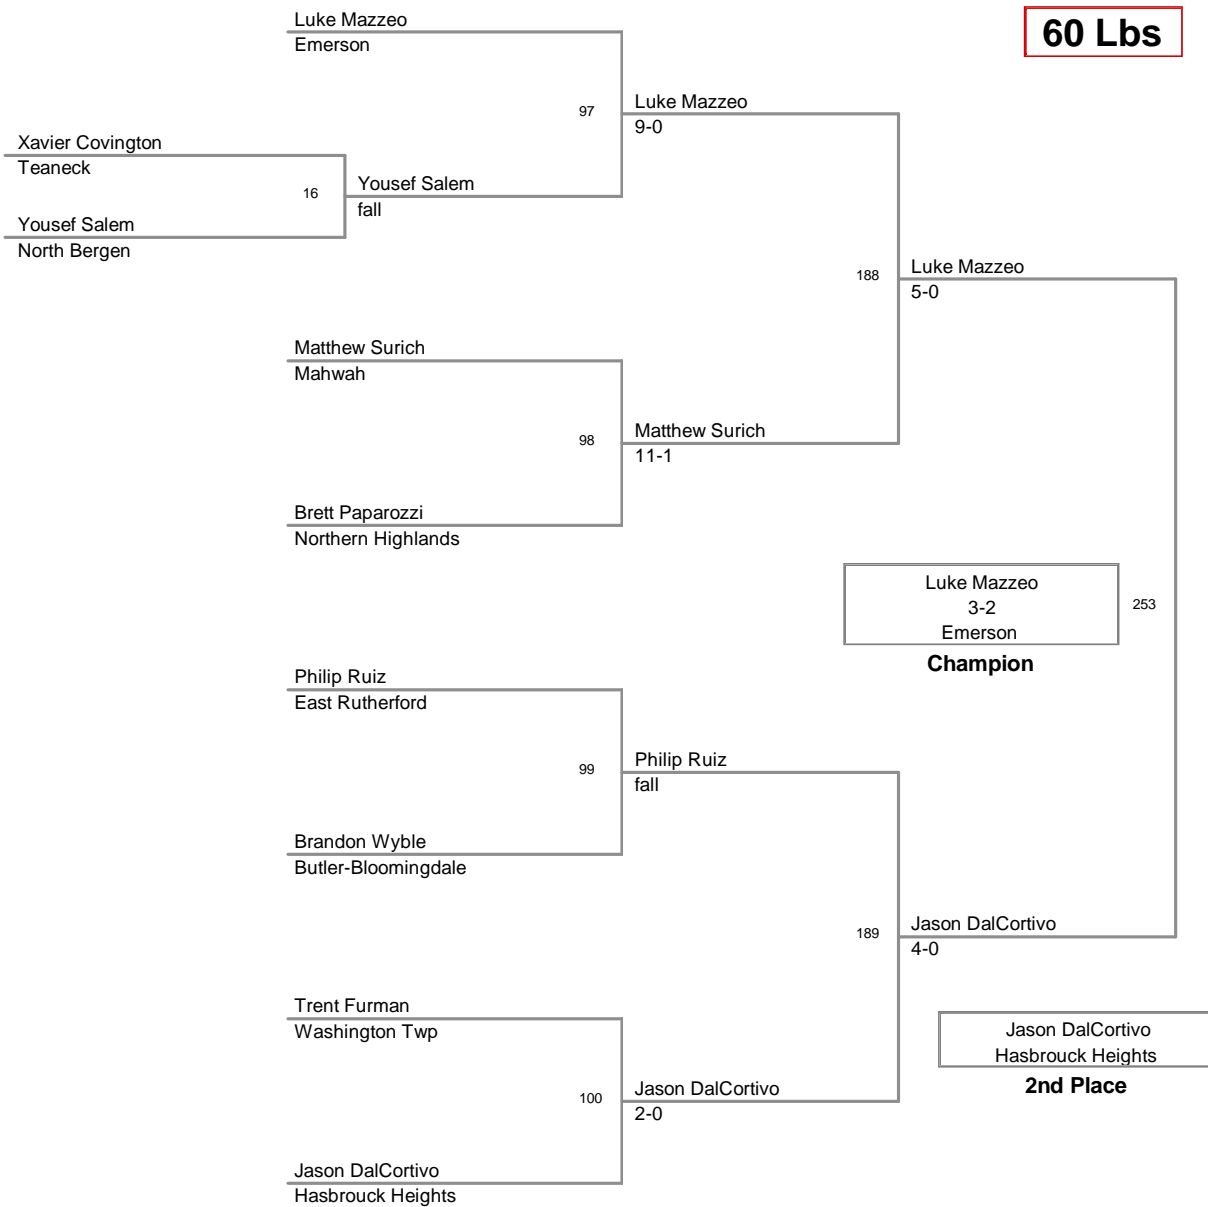 60 Lbs
Luke Mazzeo
Emerson
97
Luke Mazzeo
9-0
Xavier Covington
Teaneck
16
Yousef Salem
fall
Yousef Salem
North Bergen
188
Luke Mazzeo
5-0
Matthew Surich
Mahwah
98
Matthew Surich
11-1
Brett Paparozzi
Northern Highlands
Luke Mazzeo
3-2
Emerson
253
Champion
Philip Ruiz
East Rutherford
99
Philip Ruiz
fall
Brandon Wyble
Butler-Bloomingdale
189
Jason DalCortivo
4-0
Trent Furman
Washington Twp
Jason DalCortivo
Hasbrouck Heights
2nd Place
100
Jason DalCortivo
2-0
Jason DalCortivo
Hasbrouck Heights